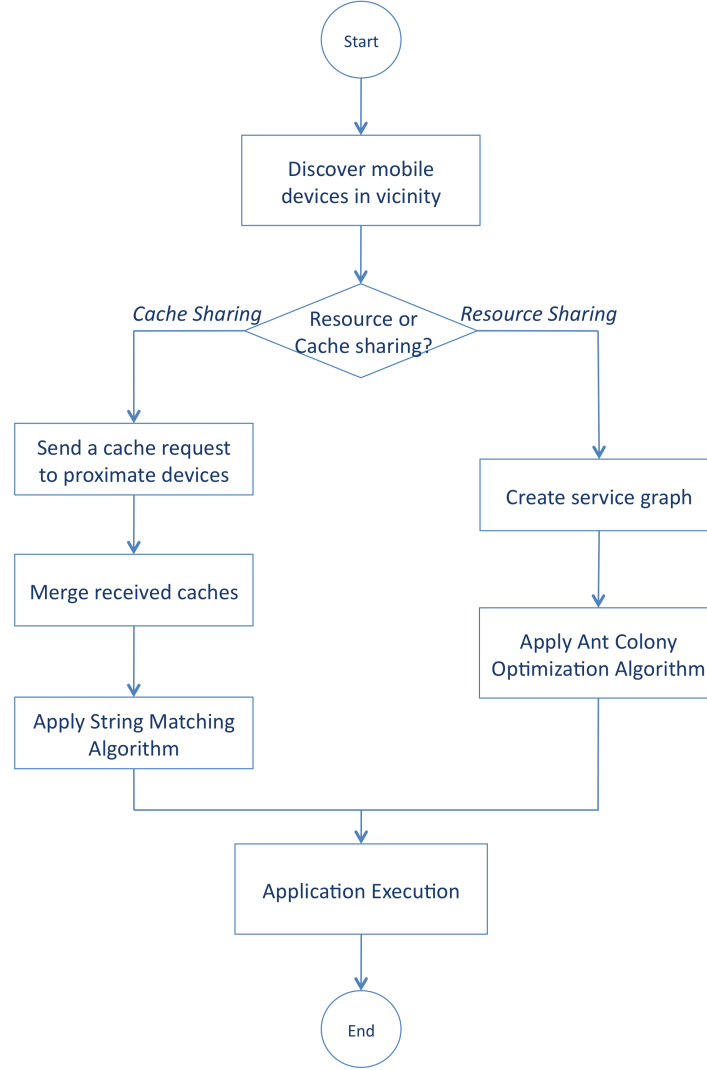 Start
Discover mobile
devices in vicinity
Cache Sharing
Resource or
Cache sharing?
Resource Sharing
Send a cache request
to proximate devices
Create service graph
Merge received caches
Apply Ant Colony
Optimization Algorithm
Apply String Matching
Algorithm
Application Execution
End